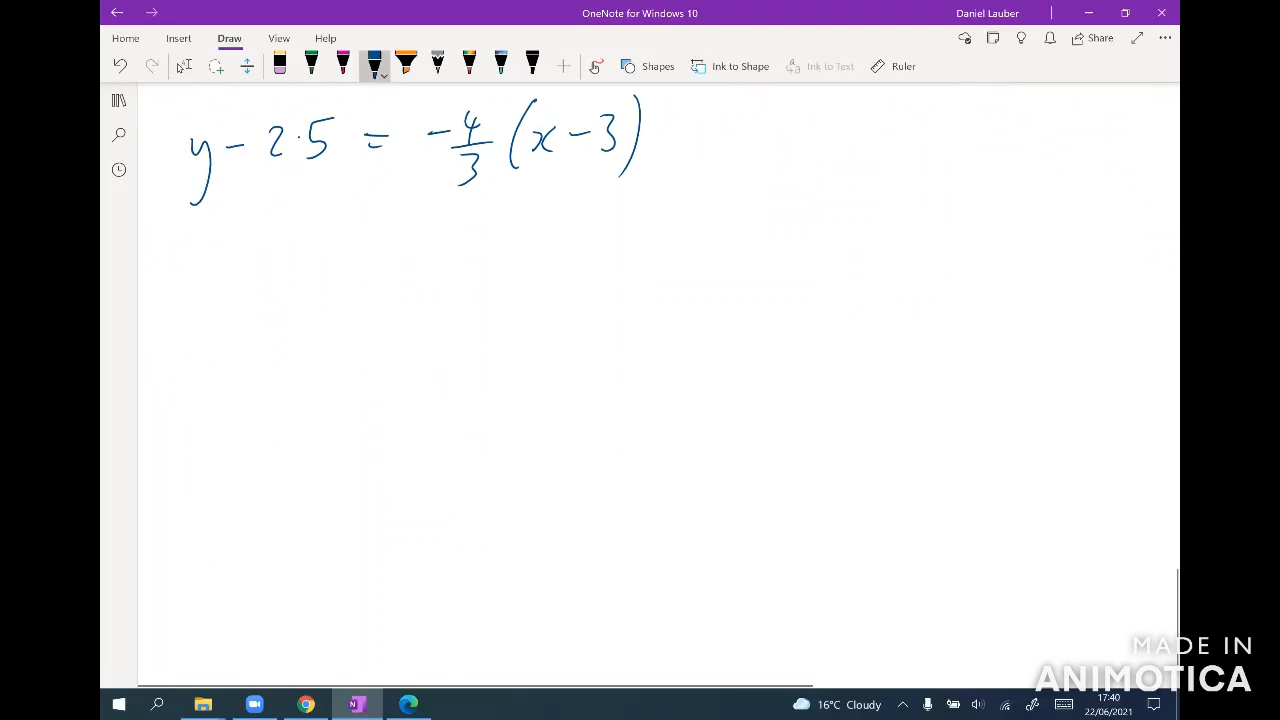 OneNote for Windows 10
Daniel Lauber
Home Insert Draw View Help
Share
Shapes Ink to Shape Ink to Text Ruler
y - 2·5 = -4/3 (x - 3)
MADE IN
ANIMOTICA
16°C Cloudy
17:40
22/06/2021